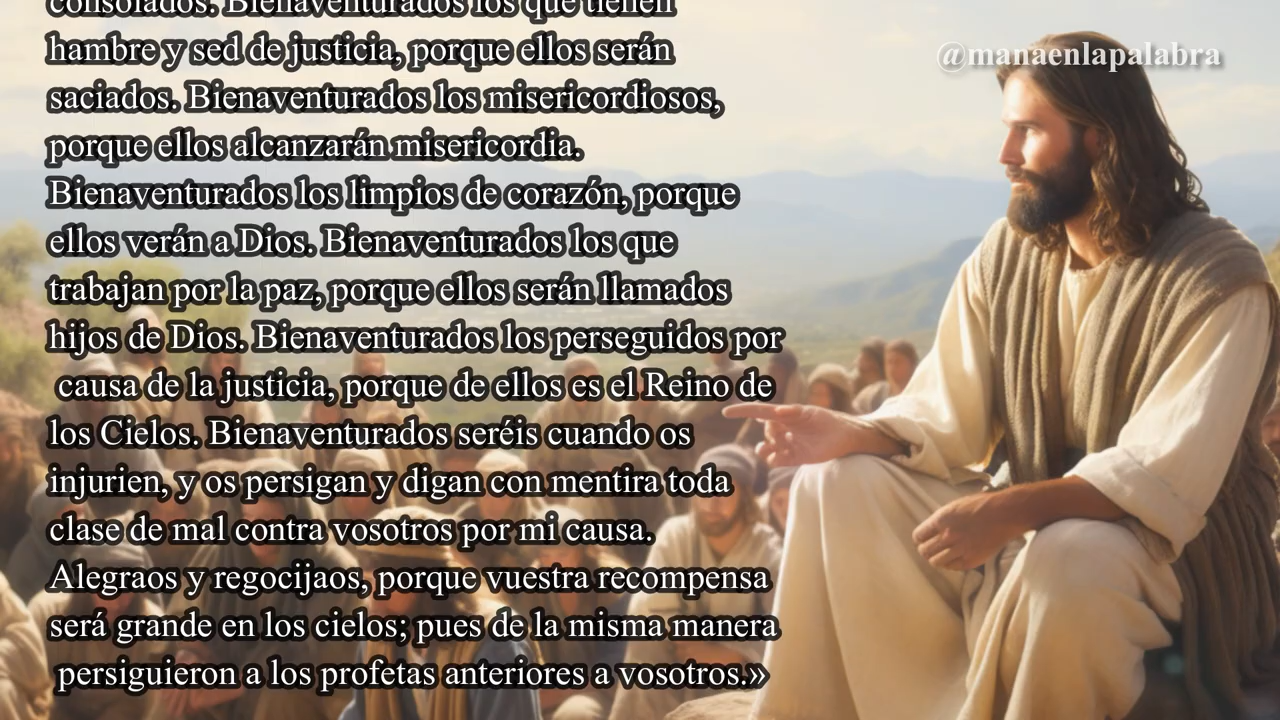 consolados. Bienaventurados los que tienen
hambre y sed de justicia, porque ellos serán
saciados. Bienaventurados los misericordiosos,
porque ellos alcanzarán misericordia.
Bienaventurados los limpios de corazón, porque
ellos verán a Dios. Bienaventurados los que
trabajan por la paz, porque ellos serán llamados
hijos de Dios. Bienaventurados los perseguidos por
causa de la justicia, porque de ellos es el Reino de
los Cielos. Bienaventurados seréis cuando os
injurien, y os persigan y digan con mentira toda
clase de mal contra vosotros por mi causa.
Alegraos y regocijaos, porque vuestra recompensa
será grande en los cielos; pues de la misma manera
persiguieron a los profetas anteriores a vosotros.»
@manaenlapalabra